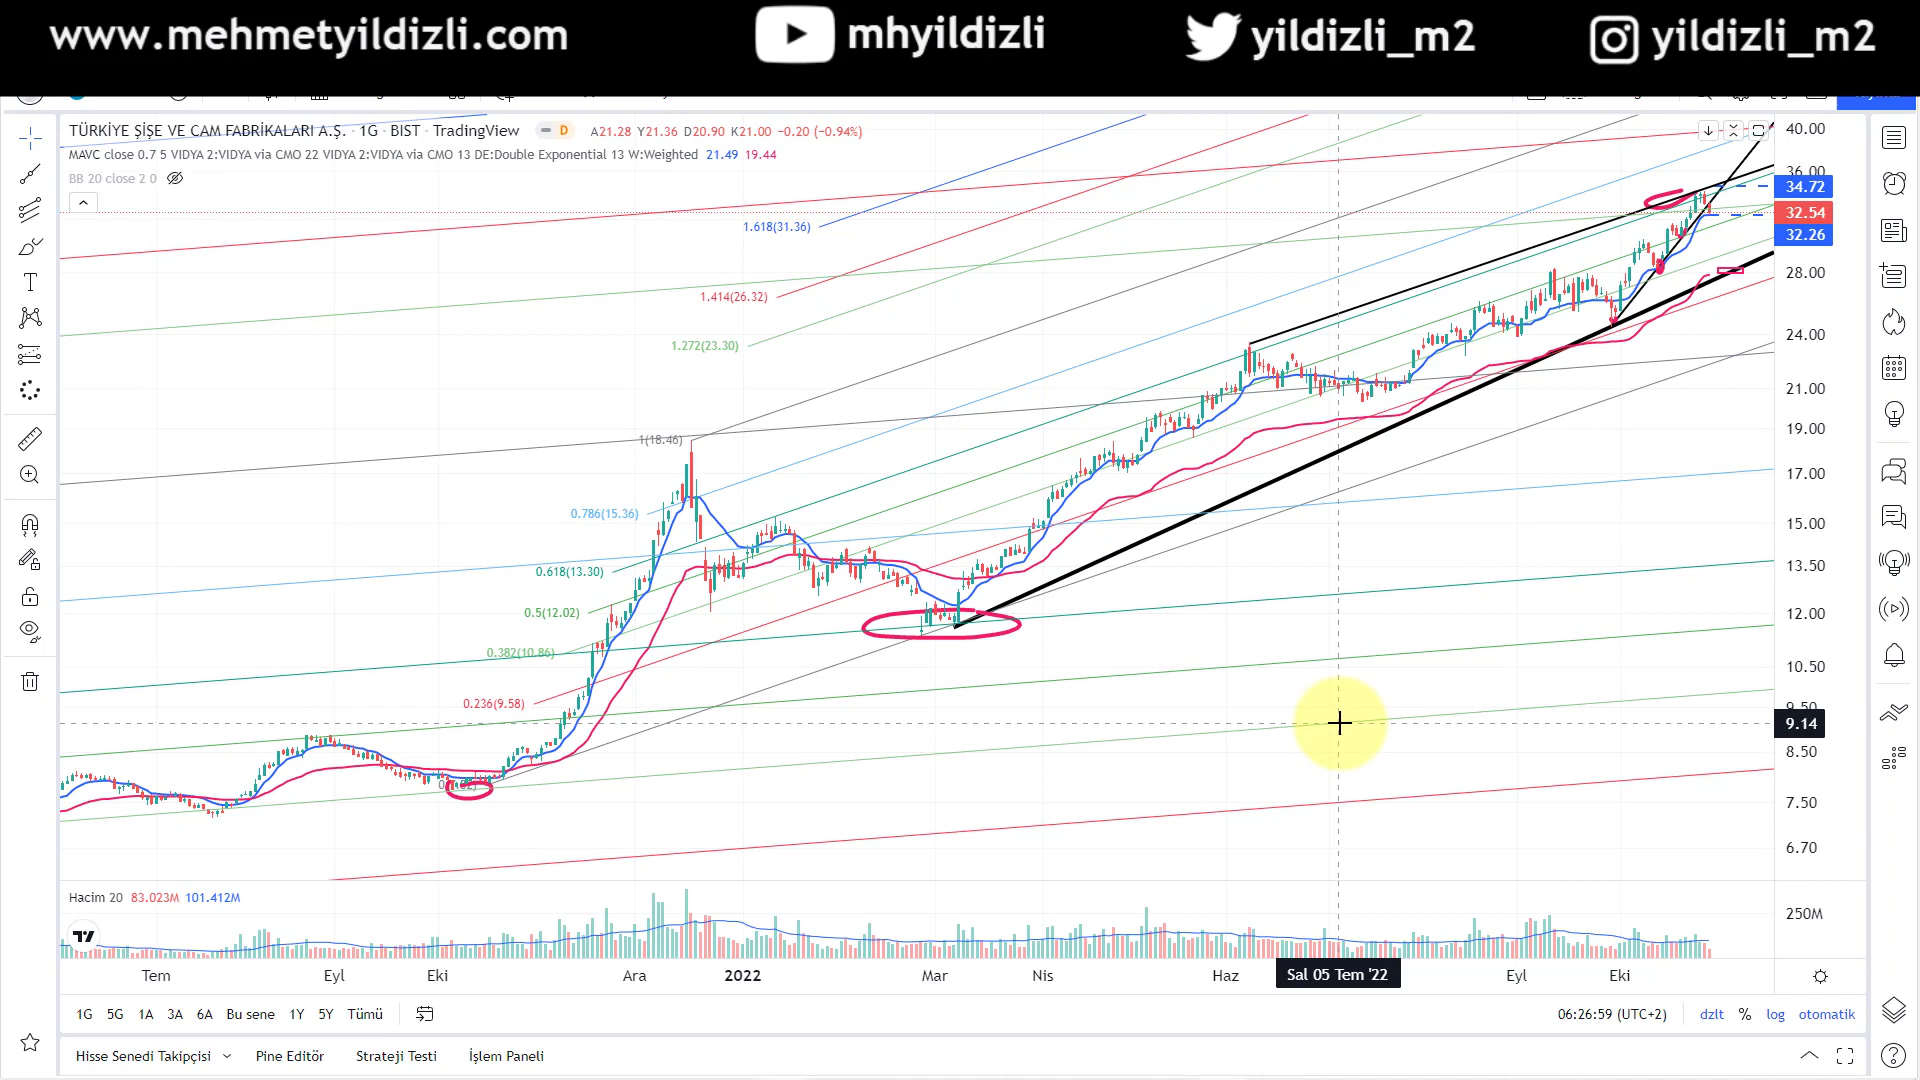 www.mehmetyildizli.com
mhyildizli
yildizli_m2
yildizli_m2
TÜRKİYE ŞİŞE VE CAM FABRİKALARI A.Ş. · 1G · BIST · TradingView
D
A21.28 Y21.36 D20.90 K21.00 −0.20 (−0.94%)
MAVC close 0.7 5 VIDYA 2:VIDYA via CMO 22 VIDYA 2:VIDYA via CMO 13 DE:Double Exponential 13 W:Weighted 21.49 19.44
BB 20 close 2 0
1.618(31.36)
1.414(26.32)
1.272(23.30)
1(18.46)
0.786(15.36)
0.618(13.30)
0.5(12.02)
0.382(10.86)
0.236(9.58)
40.00
36.00
34.72
32.54
32.26
28.00
24.00
21.00
19.00
17.00
15.00
13.50
12.00
10.50
9.50
9.14
8.50
7.50
6.70
Hacim 20 83.023M 101.412M
250M
Tem Eyl Eki Ara 2022 Mar Nis Haz Sal 05 Tem '22 Eyl Eki
1G 5G 1A 3A 6A Bu sene 1Y 5Y Tümü
06:26:59 (UTC+2) dzlt % log otomatik
Hisse Senedi Takipçisi Pine Editör Strateji Testi İşlem Paneli